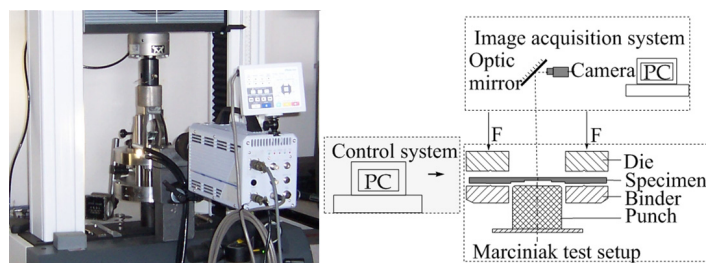 Image acquisition system
Optic
mirror
Camera
PC
F
F
Control system
PC
Die
Specimen
Binder
Punch
Marciniak test setup